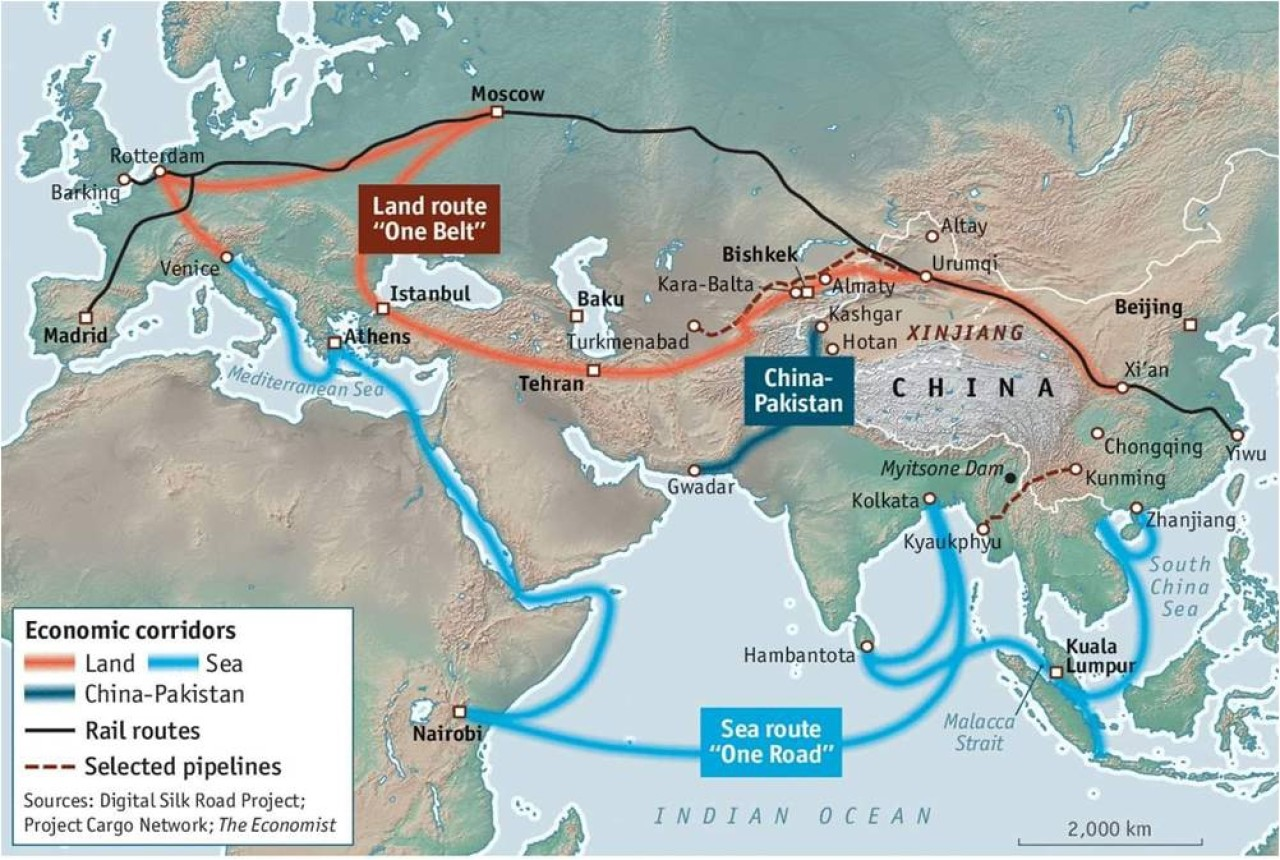 Moscow
Rotterdam
Barking
Land route
"One Belt"
Altay
Bishkek
Urumqi
Venice
Kara-Balta
Almaty
Istanbul
Baku
Kashgar
Beijing
Madrid
Athens
Turkmenabad
Hotan
XINJIANG
Mediterranean Sea
Tehran
China-
Pakistan
CHINA
Xi'an
Chongqing
Yiwu
Myitsone Dam
Kunming
Gwadar
Kolkata
Zhanjiang
Kyaukphyu
South
China
Sea
Economic corridors
Land
Sea
China-Pakistan
Rail routes
Selected pipelines
Sources: Digital Silk Road Project;
Project Cargo Network; The Economist
Hambantota
Kuala
Lumpur
Nairobi
Sea route
"One Road"
Malacca
Strait
INDIAN OCEAN
2,000 km